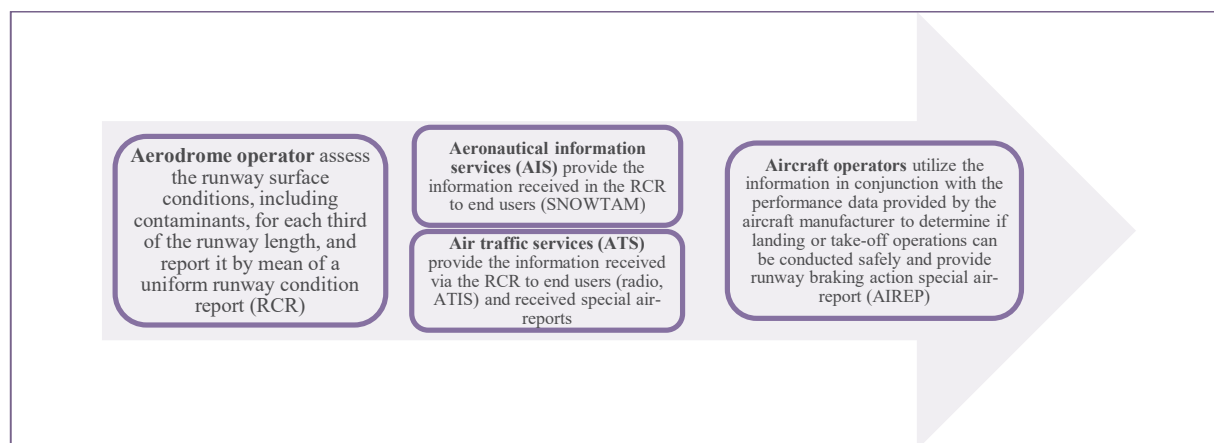 Aerodrome operator assess
the runway surface
conditions, including
contaminants, for each third
of the runway length, and
report it by mean of a
uniform runway condition
report (RCR)
Aeronautical information
services (AIS) provide the
information received in the RCR
to end users (SNOWTAM)
Air traffic services (ATS)
provide the information received
via the RCR to end users (radio,
ATIS) and received special air-
reports
Aircraft operators utilize the
information in conjunction with the
performance data provided by the
aircraft manufacturer to determine if
landing or take-off operations can
be conducted safely and provide
runway braking action special air-
report (AIREP)